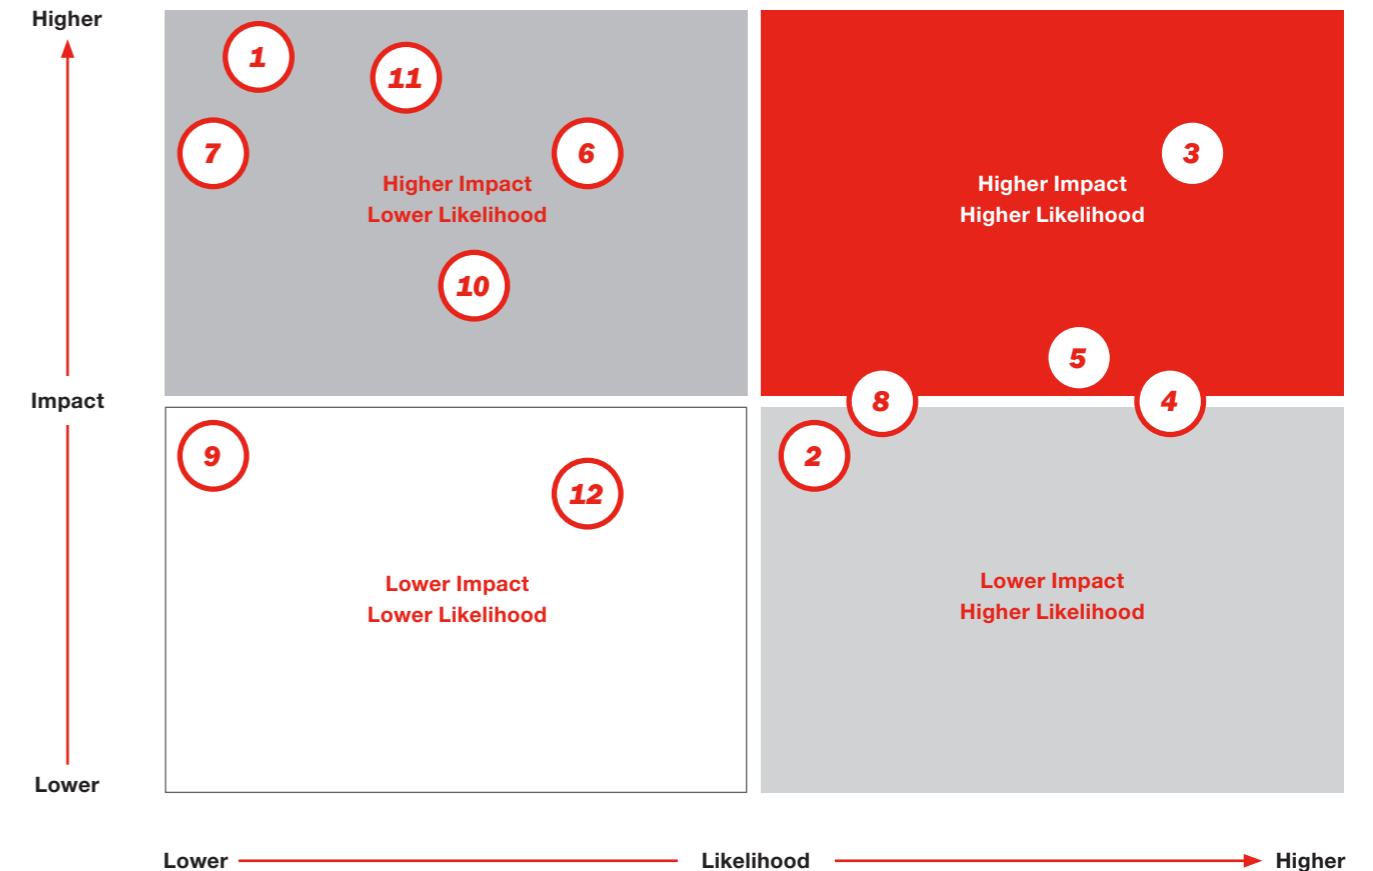 Higher
1
11
7
6
3
Higher Impact
Lower Likelihood
Higher Impact
Higher Likelihood
10
5
Impact
8
4
9
2
12
Lower Impact
Lower Likelihood
Lower Impact
Higher Likelihood
Lower
Lower
Likelihood
Higher